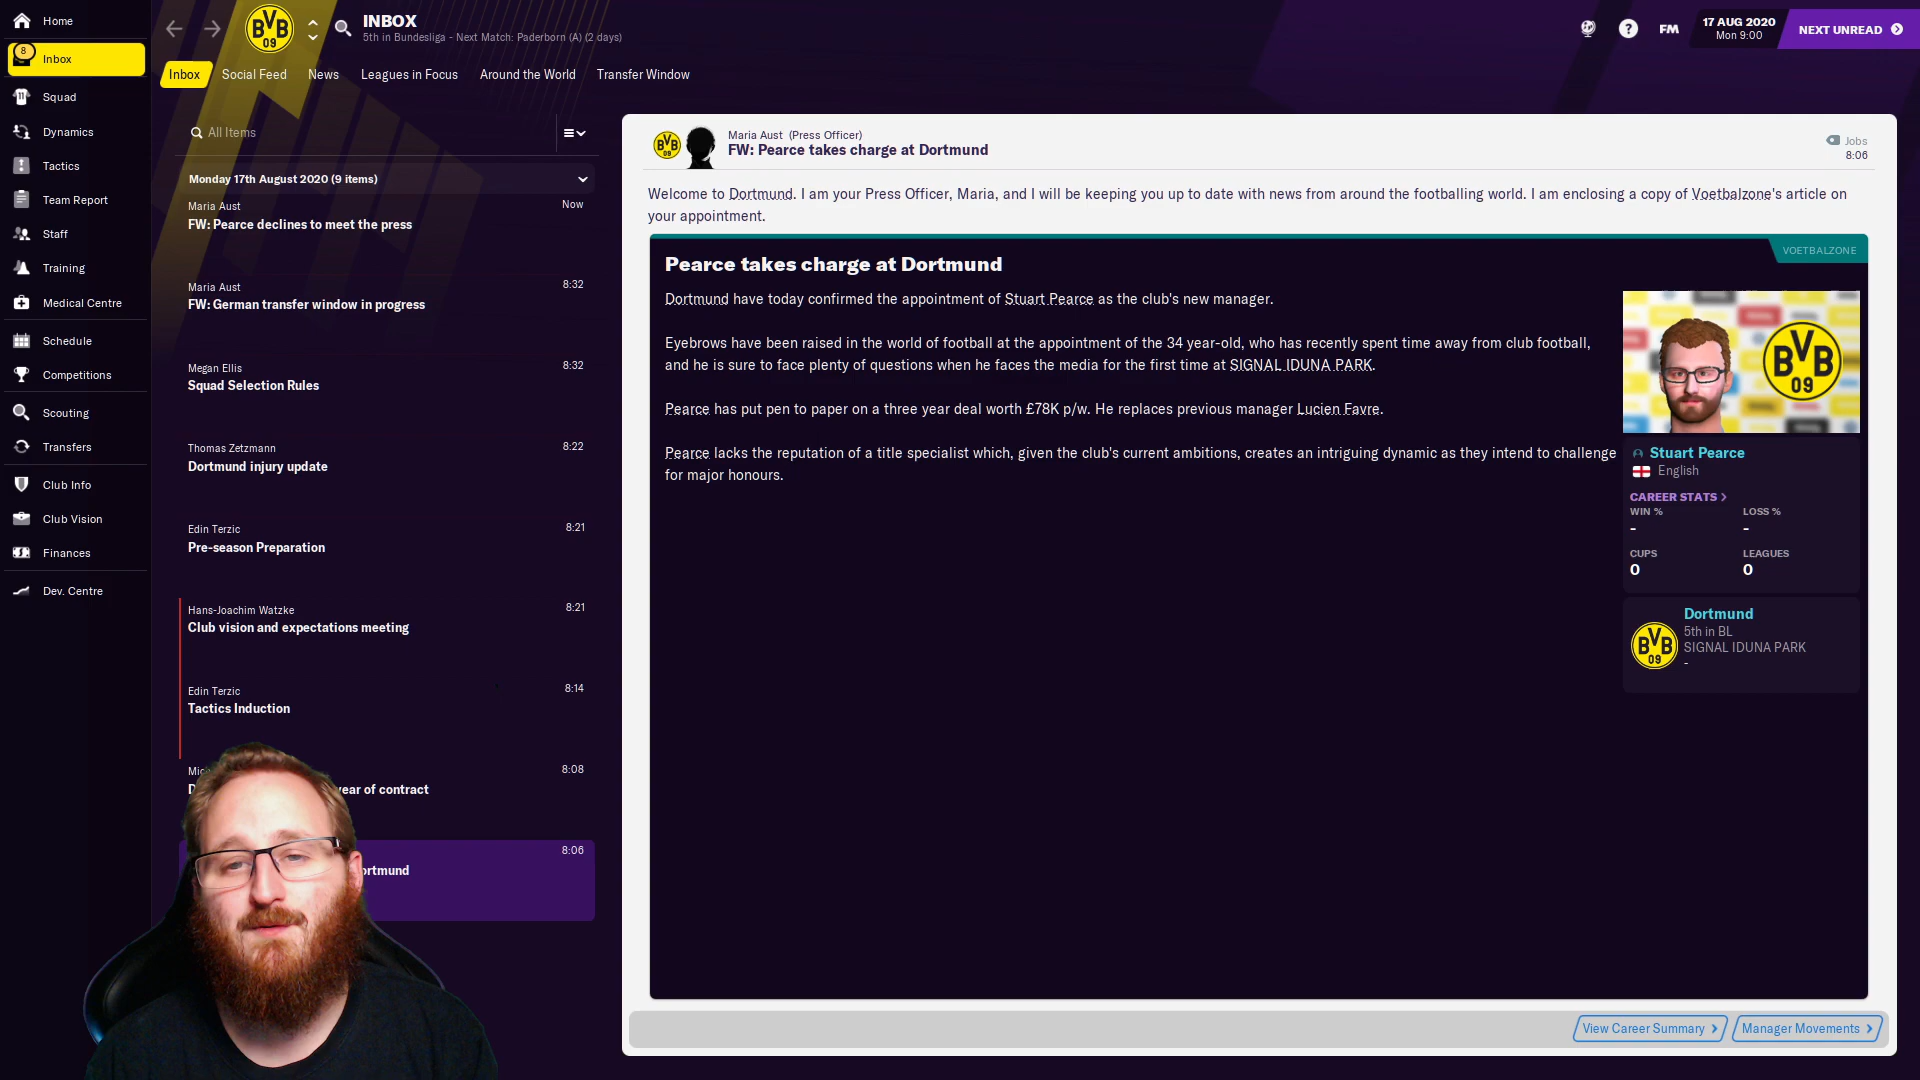 Home
8
Inbox
Squad
Dynamics
Tactics
Team Report
Staff
Training
Medical Centre
Schedule
Competitions
Scouting
Transfers
Club Info
Club Vision
Finances
Dev. Centre
BVB
09
INBOX
5th in Bundesliga - Next Match: Paderborn (A) (2 days)
?
FM
17 AUG 2020
Mon 9:00
NEXT UNREAD
Inbox
Social Feed
News
Leagues in Focus
Around the World
Transfer Window
All Items
Monday 17th August 2020 (9 items)
Maria Aust
Now
FW: Pearce declines to meet the press
Maria Aust
8:32
FW: German transfer window in progress
Megan Ellis
8:32
Squad Selection Rules
Thomas Zetzmann
8:22
Dortmund injury update
Edin Terzic
8:21
Pre-season Preparation
Hans-Joachim Watzke
8:21
Club vision and expectations meeting
Edin Terzic
8:14
Tactics Induction
8:08
of contract
8:06
Maria Aust (Press Officer)
FW: Pearce takes charge at Dortmund
Jobs
8:06
Welcome to Dortmund. I am your Press Officer, Maria, and I will be keeping you up to date with news from around the footballing world. I am enclosing a copy of Voetbalzone's article on
your appointment.
VOETBALZONE
Pearce takes charge at Dortmund
Dortmund have today confirmed the appointment of Stuart Pearce as the club's new manager.
Eyebrows have been raised in the world of football at the appointment of the 34 year-old, who has recently spent time away from club football,
and he is sure to face plenty of questions when he faces the media for the first time at SIGNAL IDUNA PARK.
Pearce has put pen to paper on a three year deal worth £78K p/w. He replaces previous manager Lucien Favre.
Pearce lacks the reputation of a title specialist which, given the club's current ambitions, creates an intriguing dynamic as they intend to challenge
for major honours.
BVB
09
Stuart Pearce
English
CAREER STATS
WIN %
LOSS %
-
-
CUPS
LEAGUES
0
0
Dortmund
5th in BL
SIGNAL IDUNA PARK
-
BVB
09
View Career Summary
Manager Movements